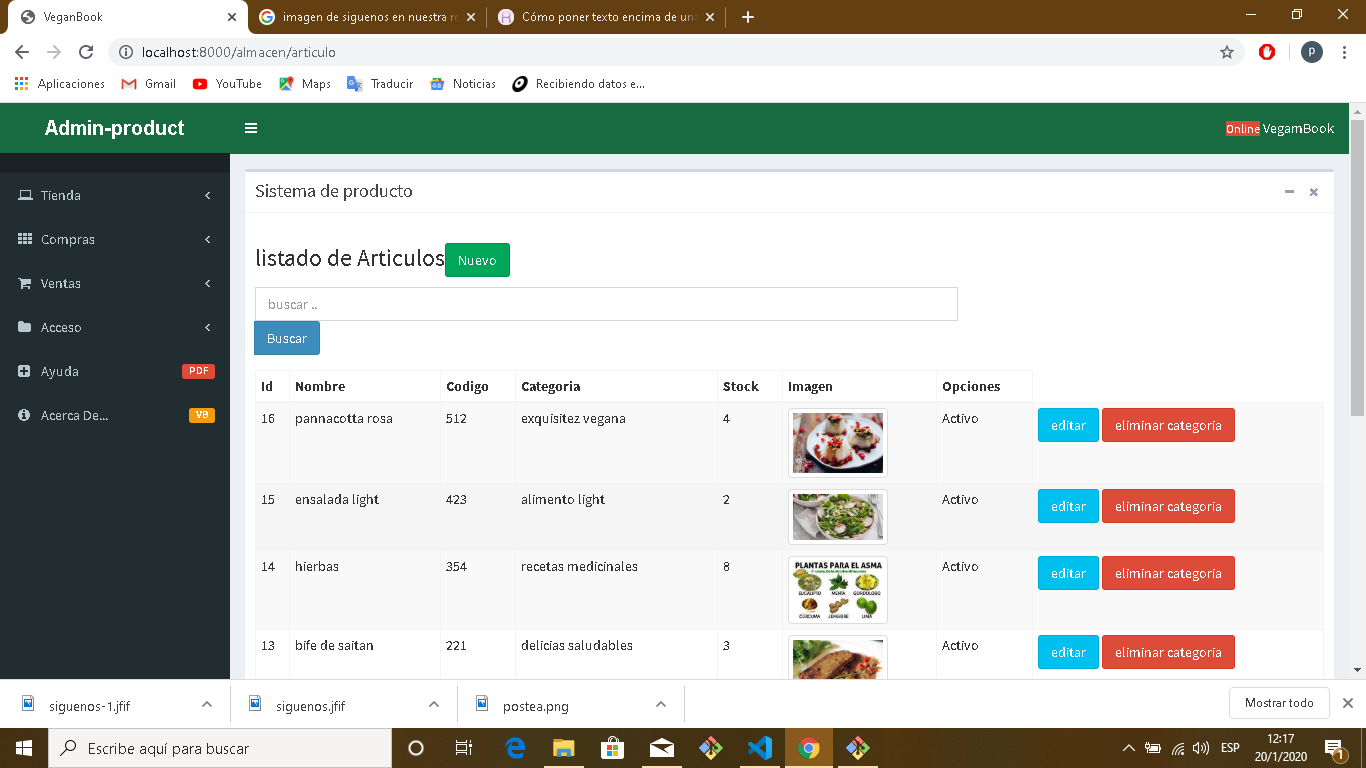 VeganBook
imagen de siguenos en nuestra re
Cómo poner texto encima de un
localhost:8000/almacen/articulo
P
Aplicaciones Gmail YouTube Maps Traducir Noticias Recibiendo datos e...
Admin-product
Online VegamBook
Tienda
Compras
Ventas
Acceso
Ayuda PDF
Acerca De... VB
Sistema de producto
listado de Articulos Nuevo
buscar ..
Buscar
Id Nombre Codigo Categoria Stock Imagen Opciones
16 pannacotta rosa 512 exquisitez vegana 4 Activo editar eliminar categoria
15 ensalada light 423 alimento light 2 Activo editar eliminar categoria
14 hierbas 354 recetas medicinales 8 Activo editar eliminar categoria
PLANTAS PARA EL ASMA
EUCALIPTO MENTA GORDOLOBO
CÚRCUMA JENGIBRE LIMA
13 bife de saitan 221 delicias saludables 3 Activo editar eliminar categoria
siguenos-1.jfif siguenos.jfif postea.png Mostrar todo
Escribe aquí para buscar
ESP
12:17
20/1/2020
1